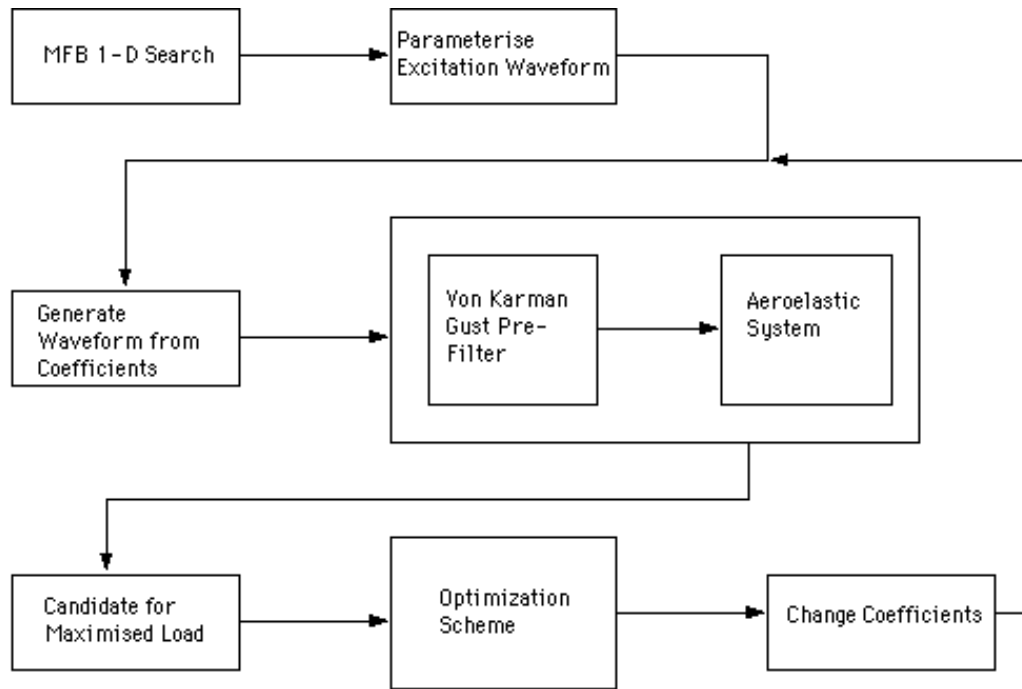 MFB 1-D Search
Parameterise
Excitation Waveform
Generate
Waveform from
Coefficients
Von Karman
Gust Pre-
Filter
Aeroelastic
System
Candidate for
Maximised Load
Optimization
Scheme
Change Coefficients